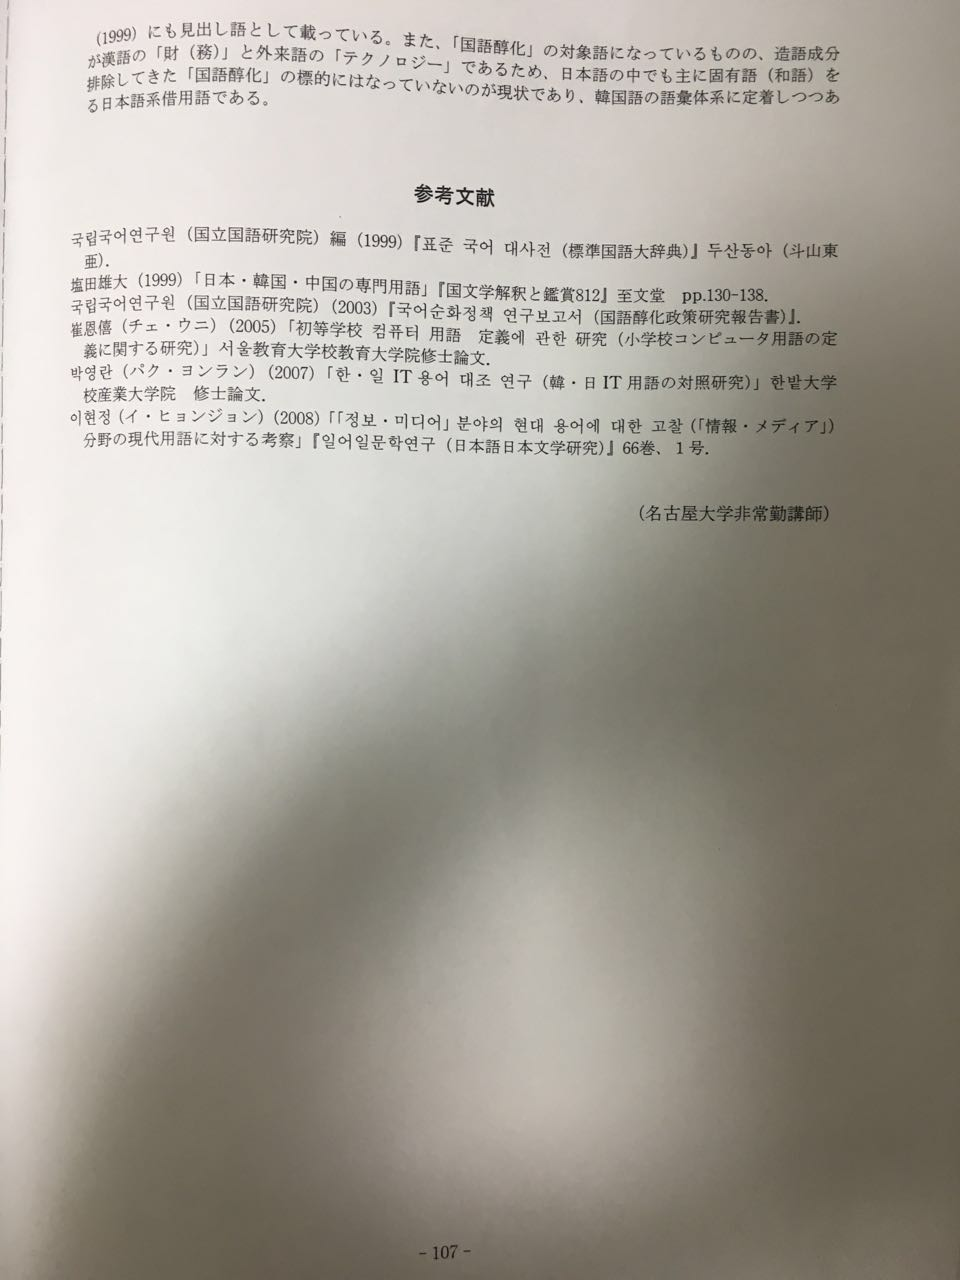 (1999) にも見出し語として載っている。また、「国語醇化」の対象語になっているものの、造語成分
が漢語の「財（務）」と外来語の「テクノロジー」であるため、日本語の中でも主に固有語（和語）を
排除してきた「国語醇化」の標的にはなっていないのが現状であり、韓国語の語彙体系に定着しつつあ
る日本語系借用語である。
参考文献
국립국어연구원（国立国語研究院）編（1999）『표준 국어 대사전（標準国語大辞典）』두산동아（斗山東
亜）.
塩田雄大（1999）「日本・韓国・中国の専門用語」『国文学解釈と鑑賞812』至文堂　pp.130-138.
국립국어연구원（国立国語研究院）（2003）『국어순화정책 연구보고서（国語醇化政策研究報告書）』.
崔恩僖（チェ・ウニ）（2005）「初等学校 컴퓨터 用語　定義에 관한 研究（小学校コンピュータ用語の定
義に関する研究）」서울教育大学校教育大学院修士論文.
박영란（パク・ヨンラン）（2007）「한・일 IT용어 대조 연구（韓・日IT用語の対照研究）」한밭大学
校産業大学院　修士論文.
이현정（イ・ヒョンジョン）（2008）「「정보・미디어」분야의 현대 용어에 대한 고찰（「情報・メディア」）
分野の現代用語に対する考察」『일어일문학연구（日本語日本文学研究）』66巻、１号.
（名古屋大学非常勤講師）
- 107 -